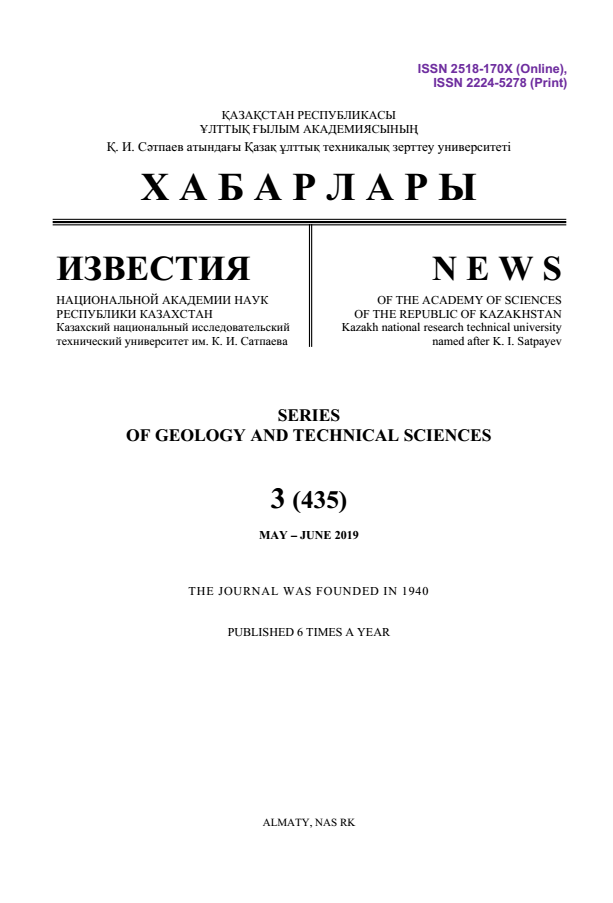 ISSN 2518-170X (Online),
ISSN 2224-5278 (Print)
ҚАЗАҚСТАН РЕСПУБЛИКАСЫ
ҰЛТТЫҚ ҒЫЛЫМ АКАДЕМИЯСЫНЫҢ
Қ. И. Сәтпаев атындағы Қазақ ұлттық техникалық зерттеу университеті
Х А Б А Р Л А Р Ы
ИЗВЕСТИЯ
НАЦИОНАЛЬНОЙ АКАДЕМИИ НАУК
РЕСПУБЛИКИ КАЗАХСТАН
Казахский национальный исследовательский
технический университет им. К. И. Сатпаева
N E W S
OF THE ACADEMY OF SCIENCES
OF THE REPUBLIC OF KAZAKHSTAN
Kazakh national research technical university
named after K. I. Satpayev
SERIES
OF GEOLOGY AND TECHNICAL SCIENCES
3 (435)
MAY – JUNE 2019
THE JOURNAL WAS FOUNDED IN 1940
PUBLISHED 6 TIMES A YEAR
ALMATY, NAS RK